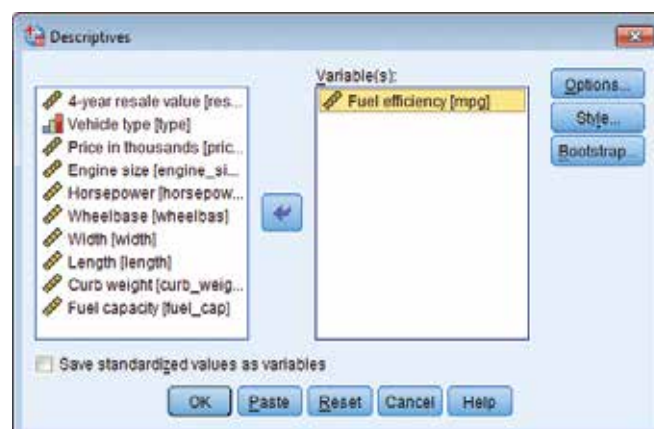 Descriptives
4-year resale value [res...
Vehicle type [type]
Price in thousands [pric...
Engine size [engine_si...
Horsepower [horsepow...
Wheelbase [wheelbas]
Width [width]
Length [length]
Curb weight [curb_weig...
Fuel capacity [fuel_cap]
Variable(s):
Fuel efficiency [mpg]
Options...
Style...
Bootstrap...
Save standardized values as variables
OK Paste Reset Cancel Help